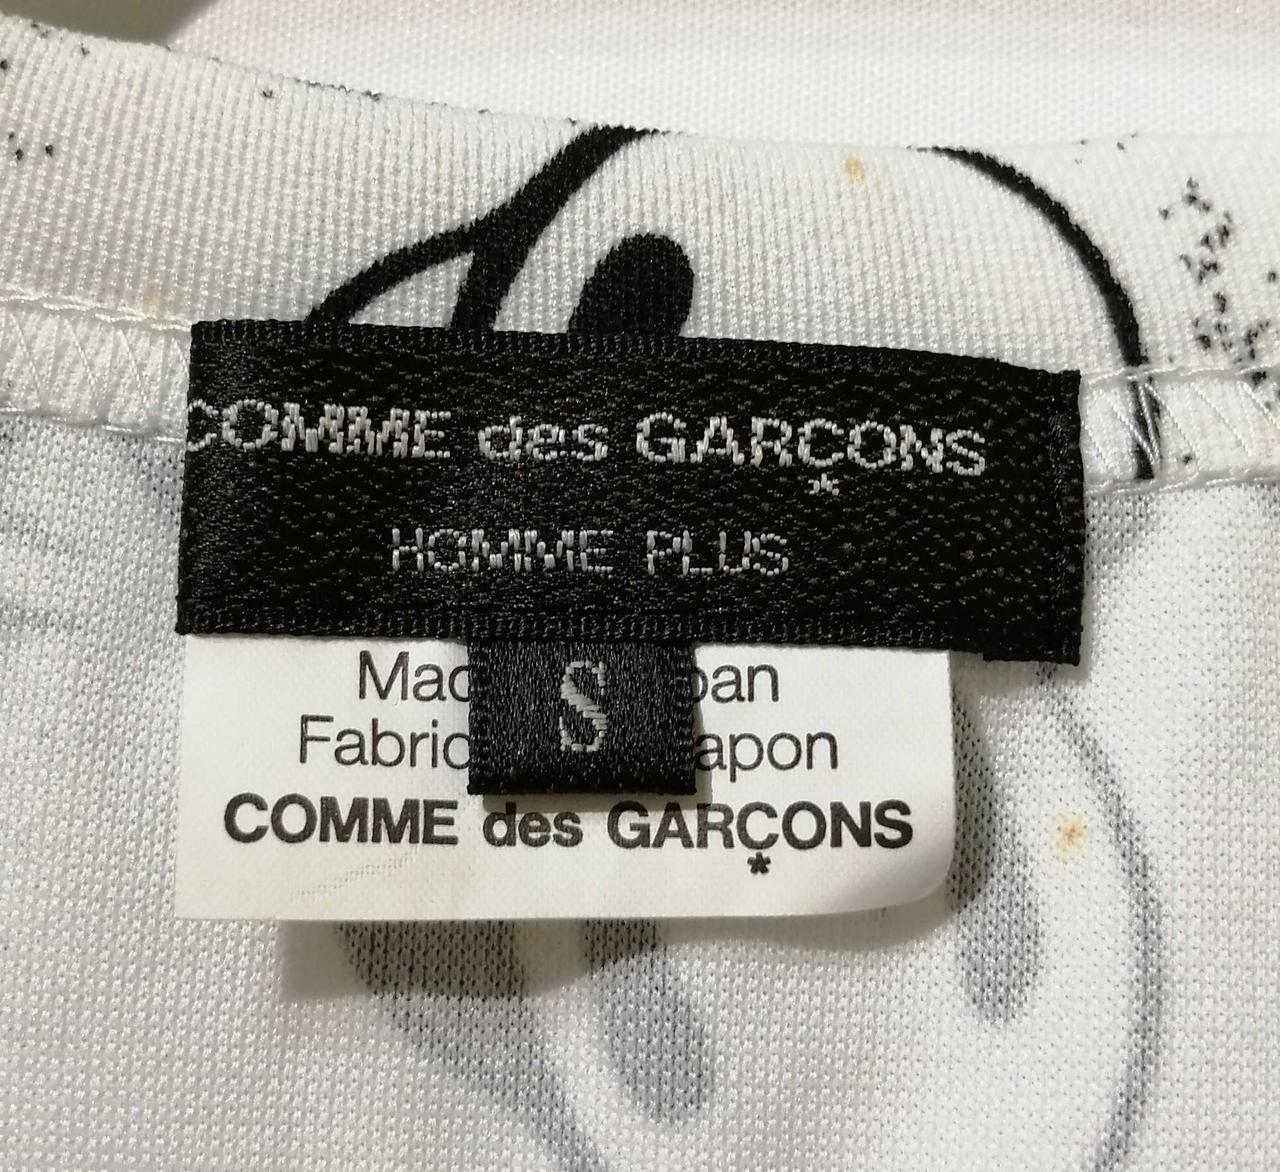 COMME des GARÇONS
*
HOMME PLUS
S
COMME des GARÇONS
*